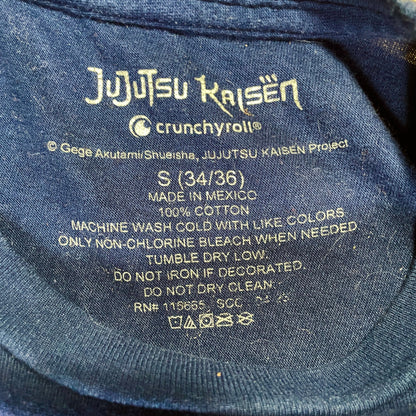 JUJUTSU KAISEN
crunchyroll®
© Gege Akutami/Shueisha, JUJUTSU KAISEN Project
S (34/36)
MADE IN MEXICO
100% COTTON
MACHINE WASH COLD WITH LIKE COLORS
ONLY NON-CHLORINE BLEACH WHEN NEEDED
TUMBLE DRY LOW.
DO NOT IRON IF DECORATED.
DO NOT DRY CLEAN.
RN#